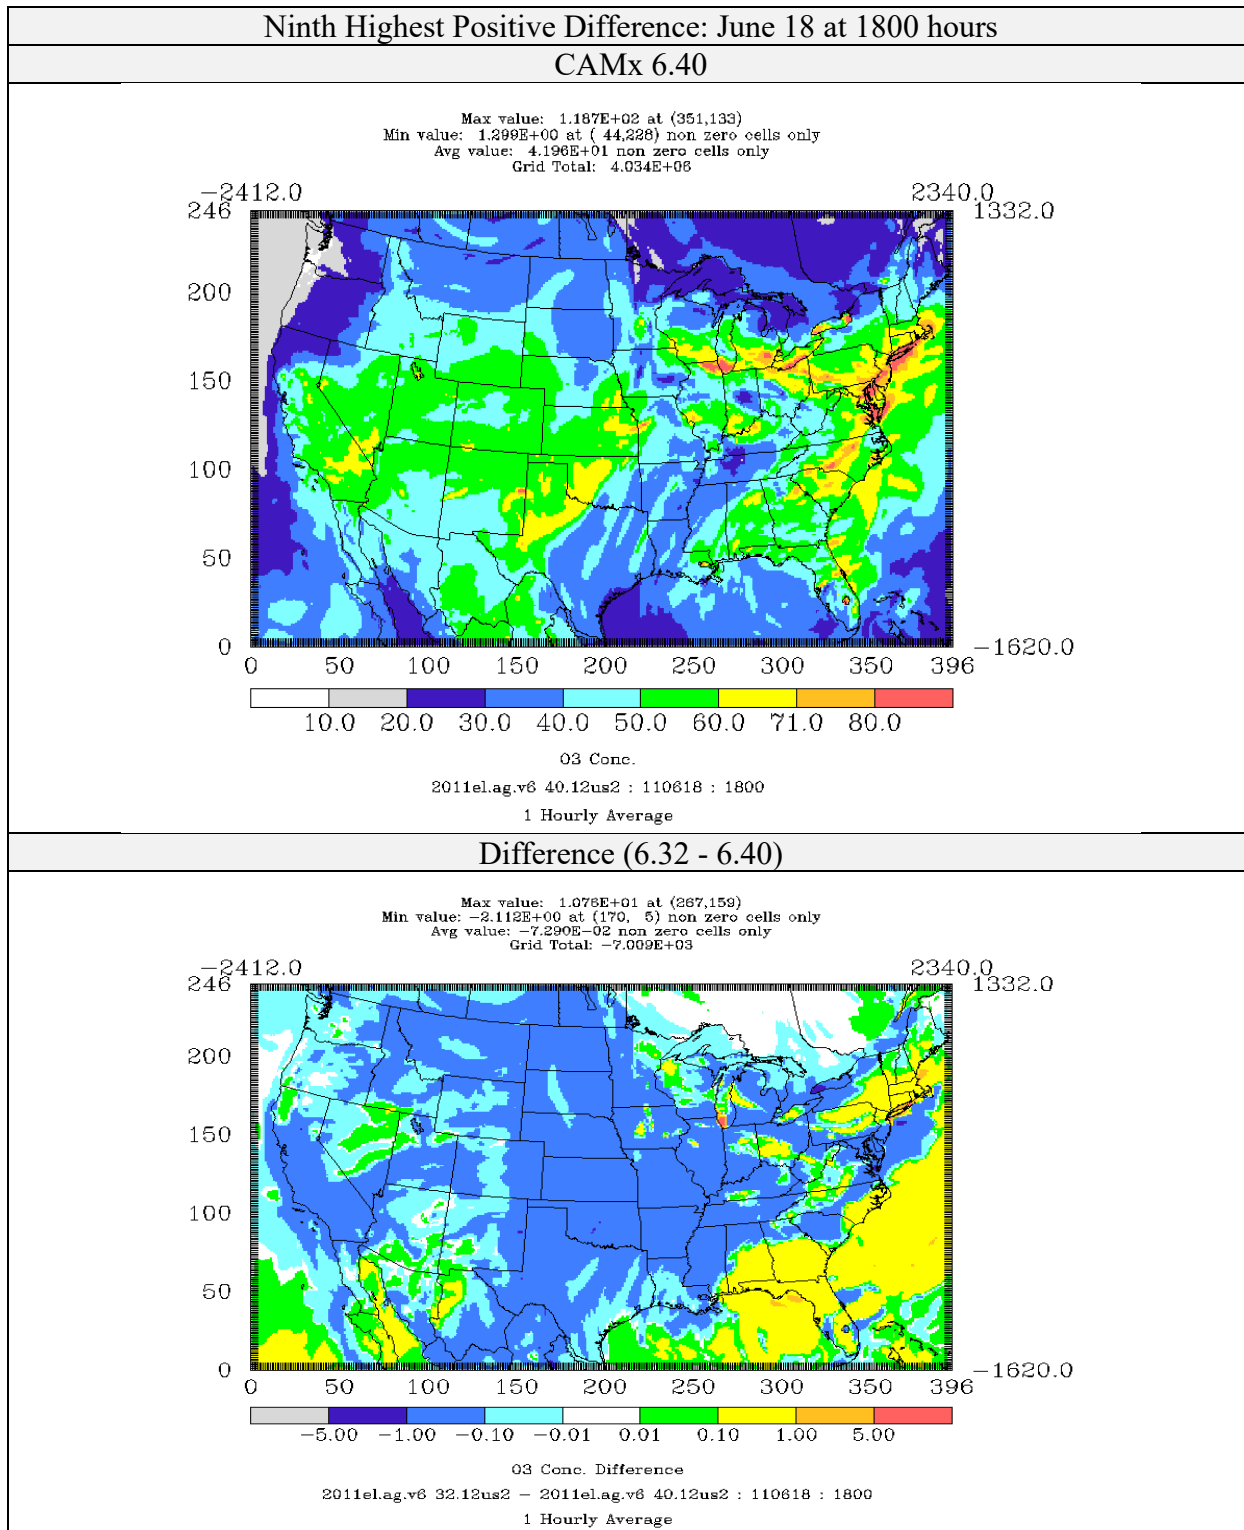 Ninth Highest Positive Difference: June 18 at 1800 hours
CAMx 6.40
Max value: 1.187E+02 at (351,133)
Min value: 1.299E+00 at ( 44,228) non zero cells only
Avg value: 4.196E+01 non zero cells only
Grid Total: 4.034E+06
-2412.0 2340.0
246 1332.0
200
150
100
50
0 -1620.0
0 50 100 150 200 250 300 350 396
10.0 20.0 30.0 40.0 50.0 60.0 71.0 80.0
O3 Conc.
2011el.ag.v6 40.12us2 : 110618 : 1800
1 Hourly Average
Difference (6.32 - 6.40)
Max value: 1.076E+01 at (267,159)
Min value: -2.112E+00 at (170, 5) non zero cells only
Avg value: -7.290E-02 non zero cells only
Grid Total: -7.009E+03
-2412.0 2340.0
246 1332.0
200
150
100
50
0 -1620.0
0 50 100 150 200 250 300 350 396
-5.00 -1.00 -0.10 -0.01 0.01 0.10 1.00 5.00
O3 Conc. Difference
2011el.ag.v6 32.12us2 - 2011el.ag.v6 40.12us2 : 110618 : 1800
1 Hourly Average